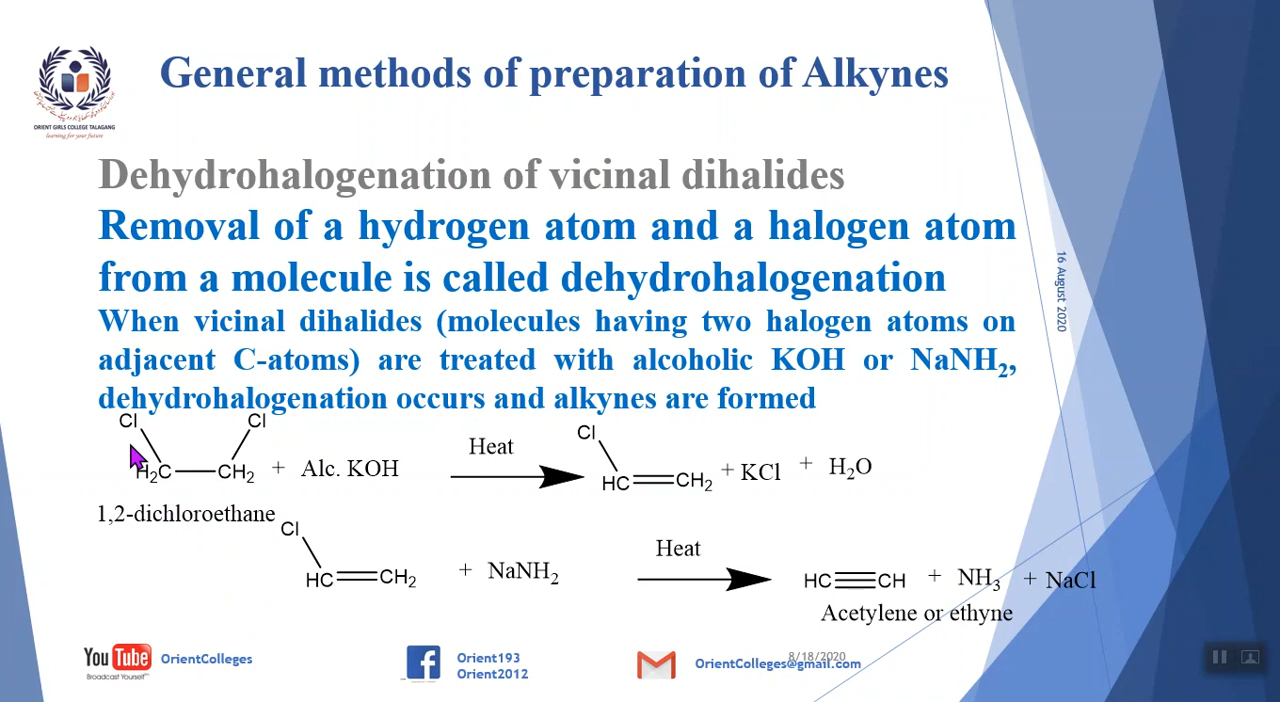 General methods of preparation of Alkynes
ORIENT GIRLS COLLEGE TALAGANG
learning for your future
Dehydrohalogenation of vicinal dihalides
Removal of a hydrogen atom and a halogen atom
from a molecule is called dehydrohalogenation
When vicinal dihalides (molecules having two halogen atoms on
adjacent C-atoms) are treated with alcoholic KOH or NaNH₂,
dehydrohalogenation occurs and alkynes are formed
16 August 2020
Cl Cl Heat Cl
H₂C CH₂ + Alc. KOH HC CH₂ + KCl + H₂O
1,2-dichloroethane
Cl Heat
HC CH₂ + NaNH₂ HC CH + NH₃ + NaCl
Acetylene or ethyne
You Tube OrientColleges
Broadcast Yourself™
f Orient193
Orient2012
OrientColleges@gmail.com
8/18/2020